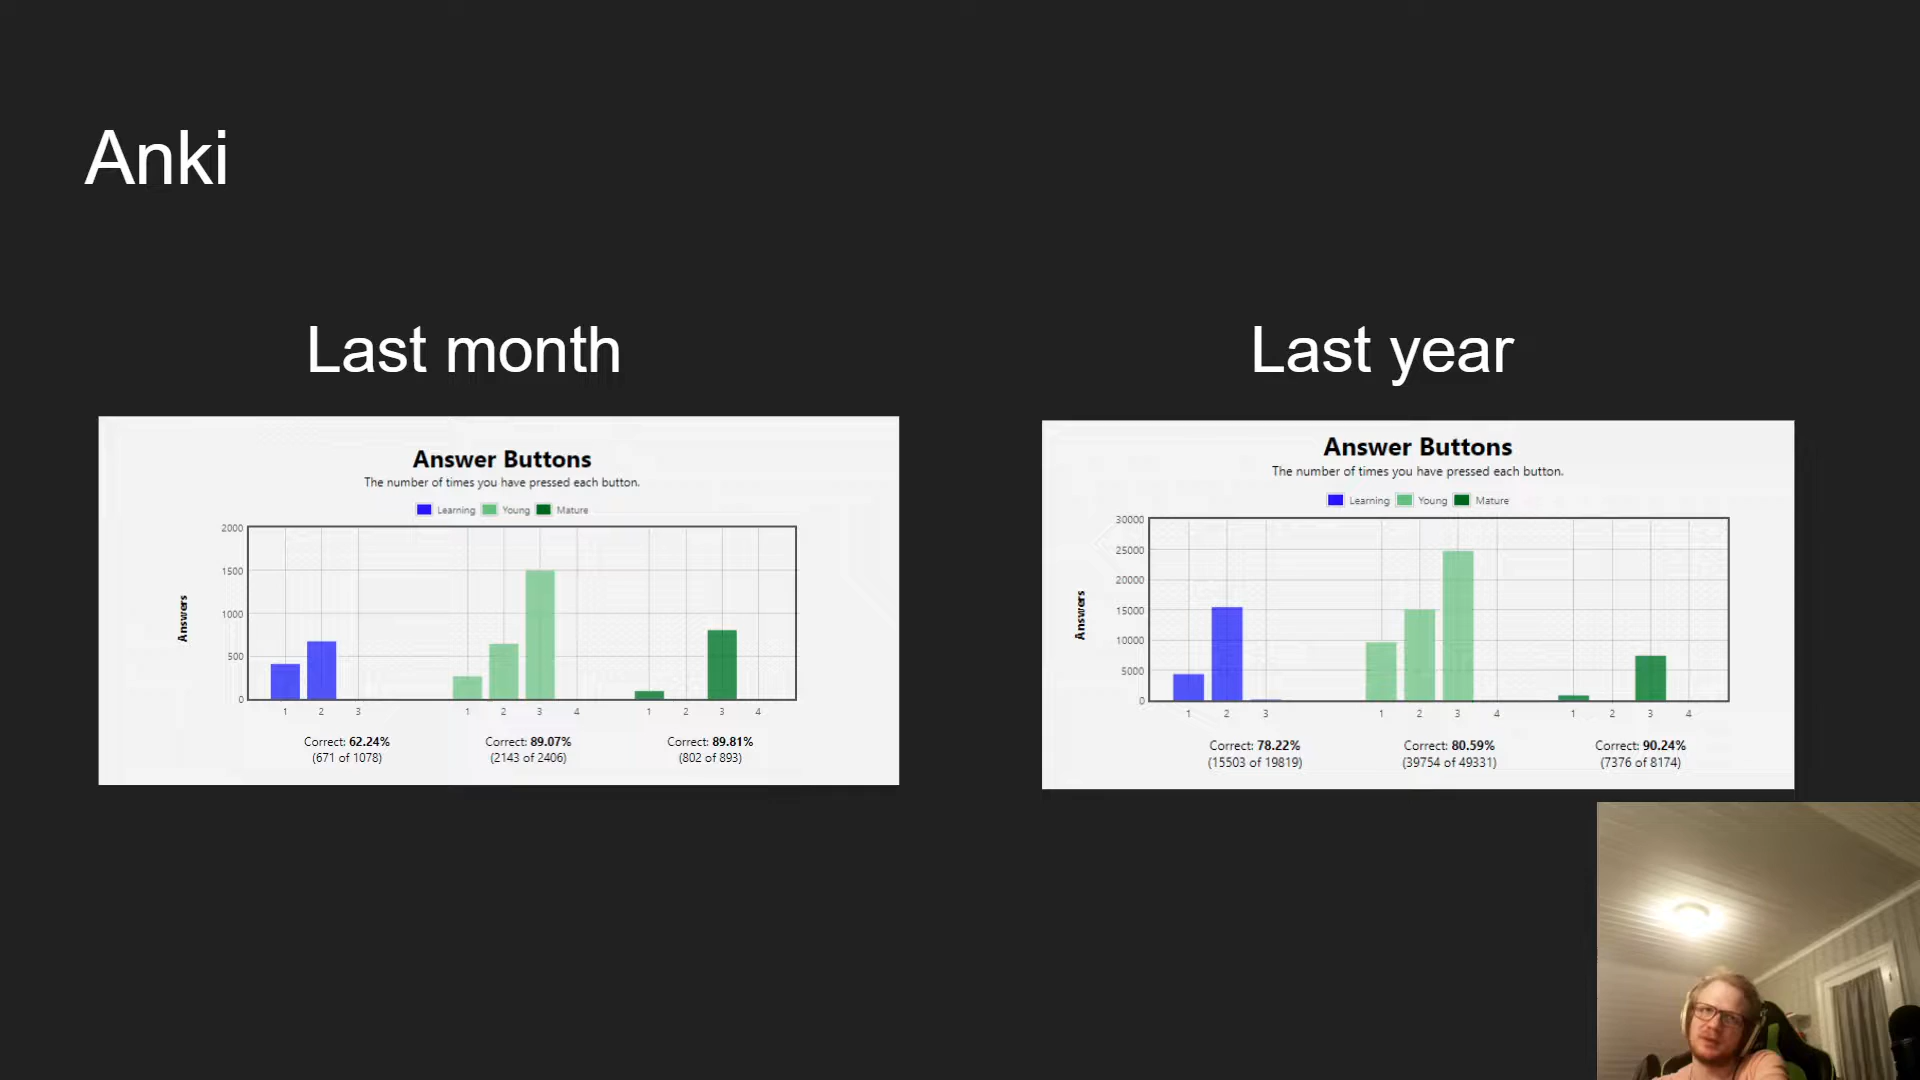 Anki
Last month
Last year
Answer Buttons
The number of times you have pressed each button.
Learning Young Mature
Answers
2000
1500
1000
500
0
1 2 3 1 2 3 4 1 2 3 4
Correct: 62.24% Correct: 89.07% Correct: 89.81%
(671 of 1078) (2143 of 2406) (802 of 893)
Answer Buttons
The number of times you have pressed each button.
Learning Young Mature
Answers
30000
25000
20000
15000
10000
5000
0
1 2 3 1 2 3 4 1 2 3 4
Correct: 78.22% Correct: 80.59% Correct: 90.24%
(15503 of 19819) (39754 of 49331) (7376 of 8174)